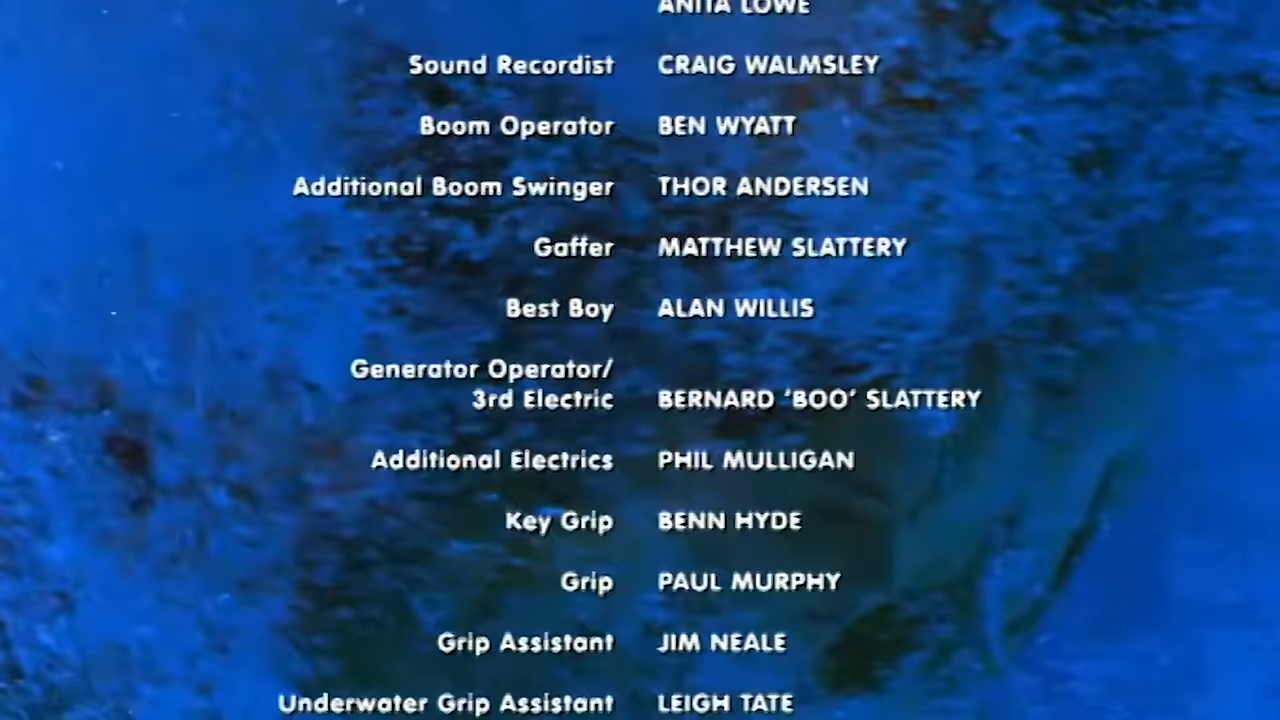 ANITA LOWE
Sound Recordist CRAIG WALMSLEY
Boom Operator BEN WYATT
Additional Boom Swinger THOR ANDERSEN
Gaffer MATTHEW SLATTERY
Best Boy ALAN WILLIS
Generator Operator/
3rd Electric BERNARD 'BOO' SLATTERY
Additional Electrics PHIL MULLIGAN
Key Grip BENN HYDE
Grip PAUL MURPHY
Grip Assistant JIM NEALE
Underwater Grip Assistant LEIGH TATE